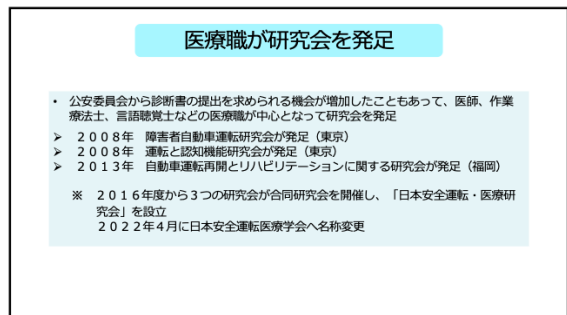 医療職が研究会を発足
• 公安委員会から診断書の提出を求められる機会が増加したこともあって、医師、作業
療法士、言語聴覚士などの医療職が中心となって研究会を発足
➢ 2008年 障害者自動車運転研究会が発足（東京）
➢ 2008年 運転と認知機能研究会が発足（東京）
➢ 2013年 自動車運転再開とリハビリテーションに関する研究会が発足（福岡）
※ 2016年度から3つの研究会が合同研究会を開催し、「日本安全運転・医療研
究会」を設立
2022年4月に日本安全運転医療学会へ名称変更